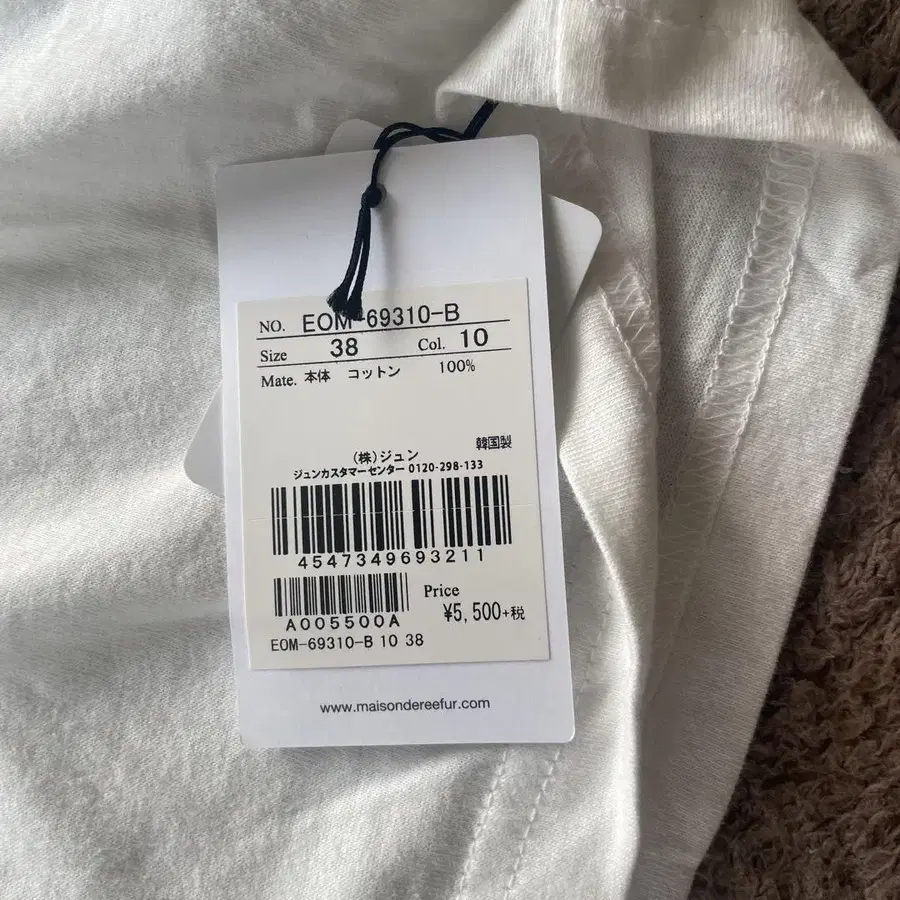 NO. EOM-69310-B
Size 38 Col. 10
Mate. 本体 コットン 100%
韓国製
(株)ジュン
ジュンカスタマーセンター 0120-298-133
4547349693211
Price
A005500A ¥5,500+税
EOM-69310-B 10 38
www.maisondereefur.com